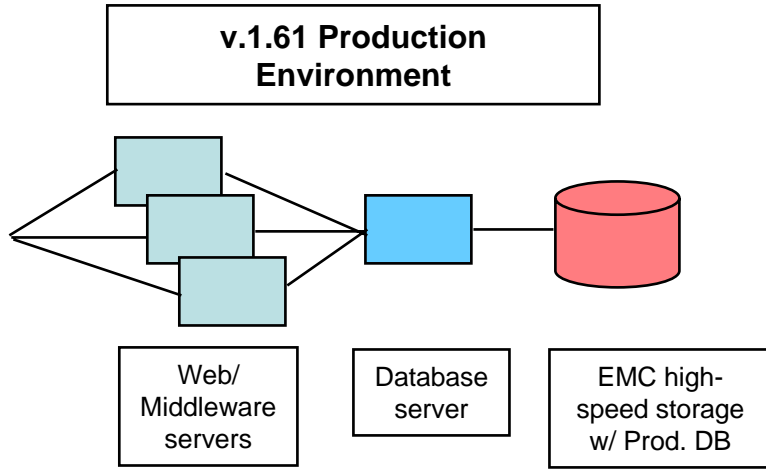 v.1.61 Production
Environment
Web/
Middleware
servers
Database
server
EMC high-
speed storage
w/ Prod. DB